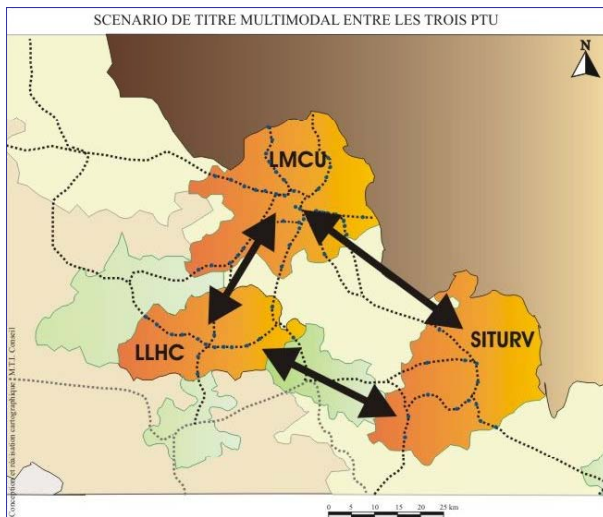 SCENARIO DE TITRE MULTIMODAL ENTRE LES TROIS PTU
N
LMCU
SITURV
LLHC
Conception et réalisation cartographique : M.T.I. Conseil
0 5 10 15 20 25 km